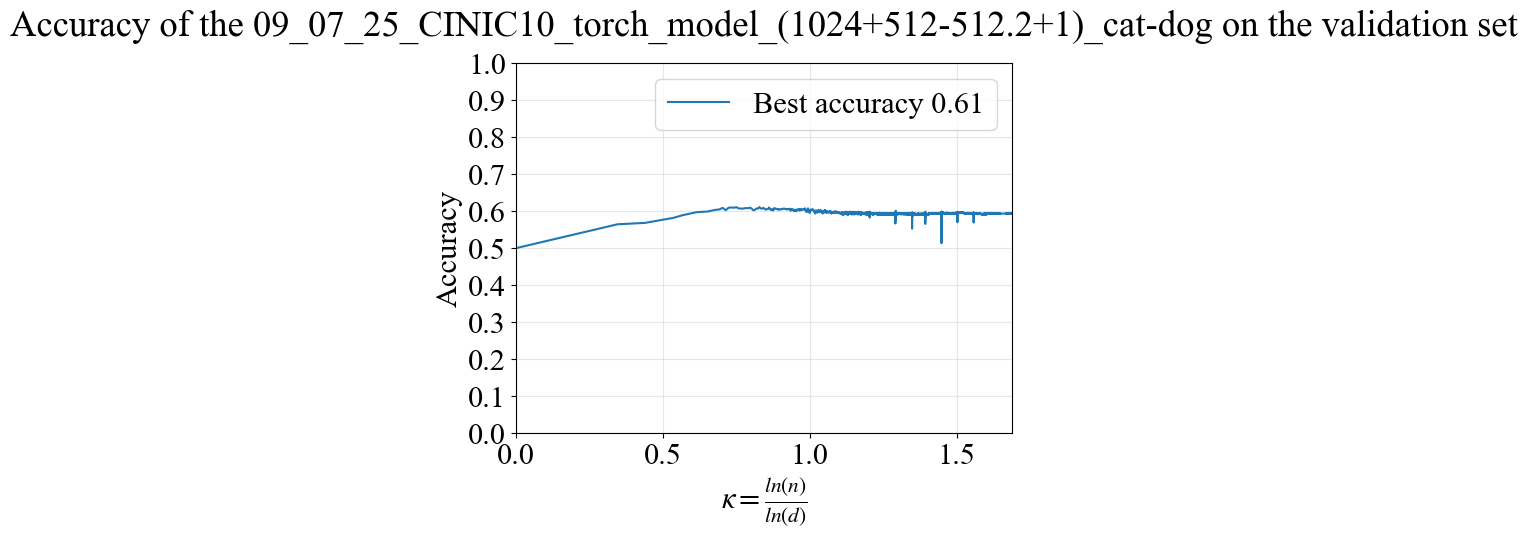 Accuracy of the 09_07_25_CINIC10_torch_model_(1024+512-512.2+1)_cat-dog on the validation set
1.0
0.9
0.8
0.7
0.6
0.5
0.4
0.3
0.2
0.1
0.0
Accuracy
Best accuracy 0.61
0.0 0.5 1.0 1.5
κ = ln(n)/ln(d)